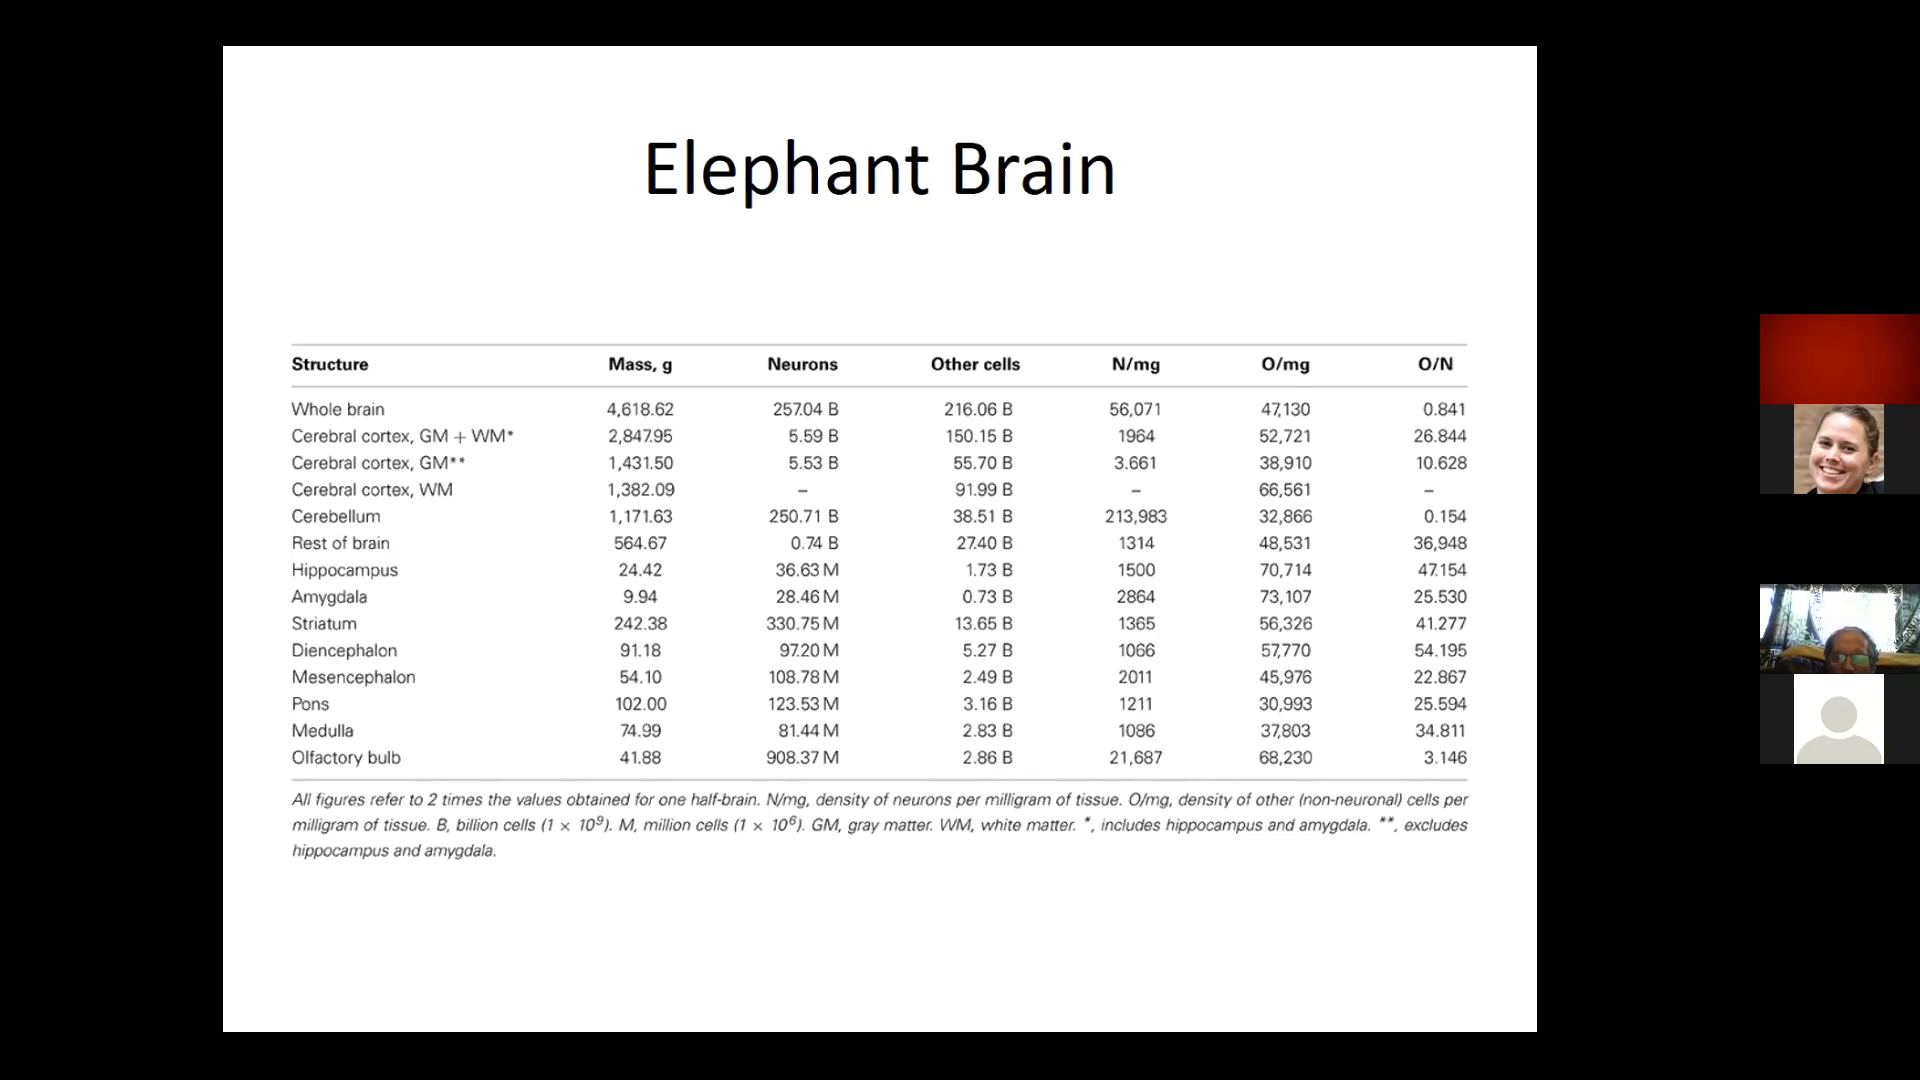 Elephant Brain
Structure Mass, g Neurons Other cells N/mg O/mg O/N
Whole brain 4,618.62 257.04 B 216.06 B 56,071 47,130 0.841
Cerebral cortex, GM + WM* 2,847.95 5.59 B 150.15 B 1964 52,721 26.844
Cerebral cortex, GM** 1,431.50 5.53 B 55.70 B 3.661 38,910 10.628
Cerebral cortex, WM 1,382.09 – 91.99 B – 66,561 –
Cerebellum 1,171.63 250.71 B 38.51 B 213,983 32,866 0.154
Rest of brain 564.67 0.74 B 27.40 B 1314 48,531 36,948
Hippocampus 24.42 36.63 M 1.73 B 1500 70,714 47.154
Amygdala 9.94 28.46 M 0.73 B 2864 73,107 25.530
Striatum 242.38 330.75 M 13.65 B 1365 56,326 41.277
Diencephalon 91.18 97.20 M 5.27 B 1066 57,770 54.195
Mesencephalon 54.10 108.78 M 2.49 B 2011 45,976 22.867
Pons 102.00 123.53 M 3.16 B 1211 30,993 25.594
Medulla 74.99 81.44 M 2.83 B 1086 37,803 34.811
Olfactory bulb 41.88 908.37 M 2.86 B 21,687 68,230 3.146
All figures refer to 2 times the values obtained for one half-brain. N/mg, density of neurons per milligram of tissue. O/mg, density of other (non-neuronal) cells per
milligram of tissue. B, billion cells (1 × 10⁹). M, million cells (1 × 10⁶). GM, gray matter. WM, white matter. *, includes hippocampus and amygdala. **, excludes
hippocampus and amygdala.